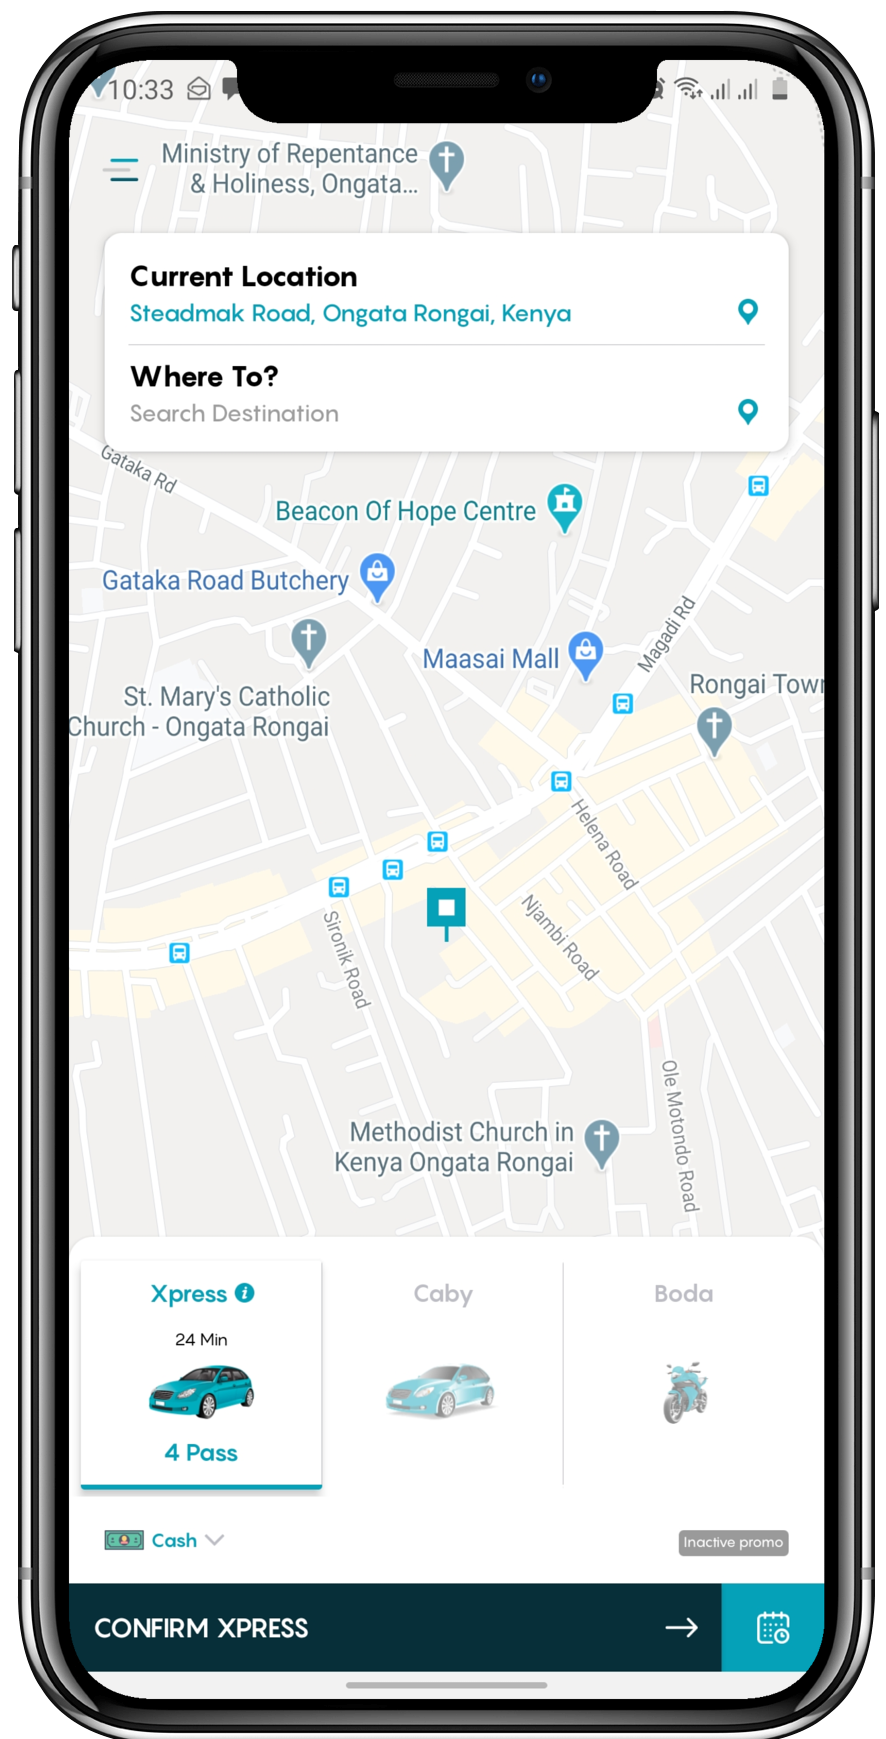 10:33
Ministry of Repentance
& Holiness, Ongata...
Current Location
Steadmak Road, Ongata Rongai, Kenya
Where To?
Search Destination
Gataka Rd
Beacon Of Hope Centre
Gataka Road Butchery
Maasai Mall
Magadi Rd
St. Mary's Catholic
Church - Ongata Rongai
Rongai Town
Helena Road
Sironik Road
Njambi Road
Ole Motondo Road
Methodist Church in
Kenya Ongata Rongai
Xpress
Caby
Boda
24 Min
4 Pass
Cash
Inactive promo
CONFIRM XPRESS